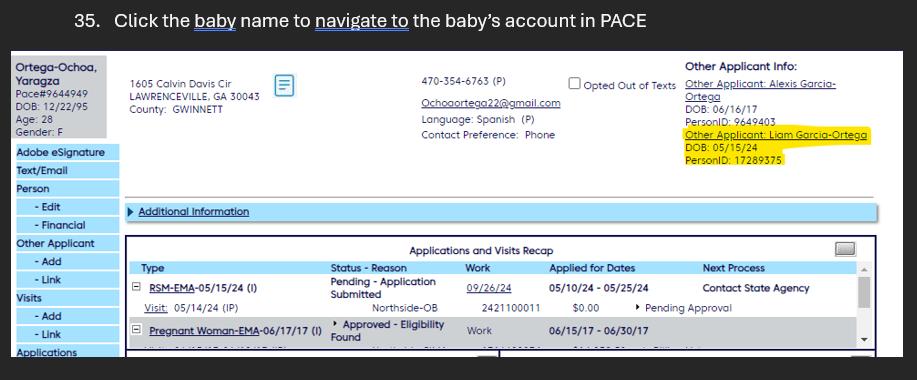 35. Click the baby name to navigate to the baby's account in PACE
Ortega-Ochoa,
Yaragza
Pace#9644949
DOB: 12/22/95
Age: 28
Gender: F
1605 Calvin Davis Cir
LAWRENCEVILLE, GA 30043
County: GWINNETT
470-354-6763 (P)
Ochoaortega22@gmail.com
Language: Spanish (P)
Contact Preference: Phone
Opted Out of Texts
Other Applicant Info:
Other Applicant: Alexis Garcia-
Ortega
DOB: 06/16/17
PersonID: 9649403
Other Applicant: Liam Garcia-Ortega
DOB: 05/15/24
PersonID: 17289375
Adobe eSignature
Text/Email
Person
- Edit
- Financial
Other Applicant
- Add
- Link
Visits
- Add
- Link
Applications
Additional Information
Applications and Visits Recap
Type Status - Reason Work Applied for Dates Next Process
RSM-EMA-05/15/24 (I) Pending - Application Submitted 09/26/24 05/10/24 - 05/25/24 Contact State Agency
Visit: 05/14/24 (IP) Northside-OB 2421100011 $0.00 Pending Approval
Pregnant Woman-EMA-06/17/17 (I) Approved - Eligibility Found Work 06/15/17 - 06/30/17